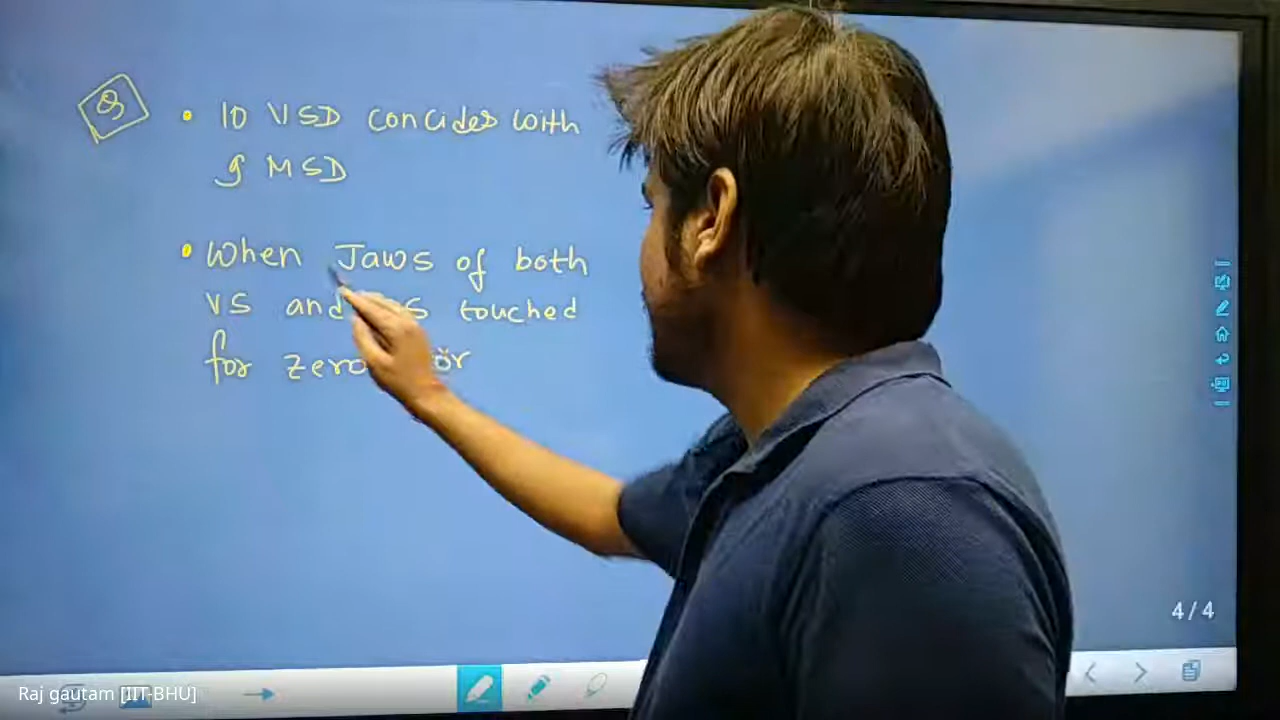 Q
• 10 VSD concides with
9 MSD
• When Jaws of both
VS and touched
for zero
4/4
Raj gautam [IIT-BHU]